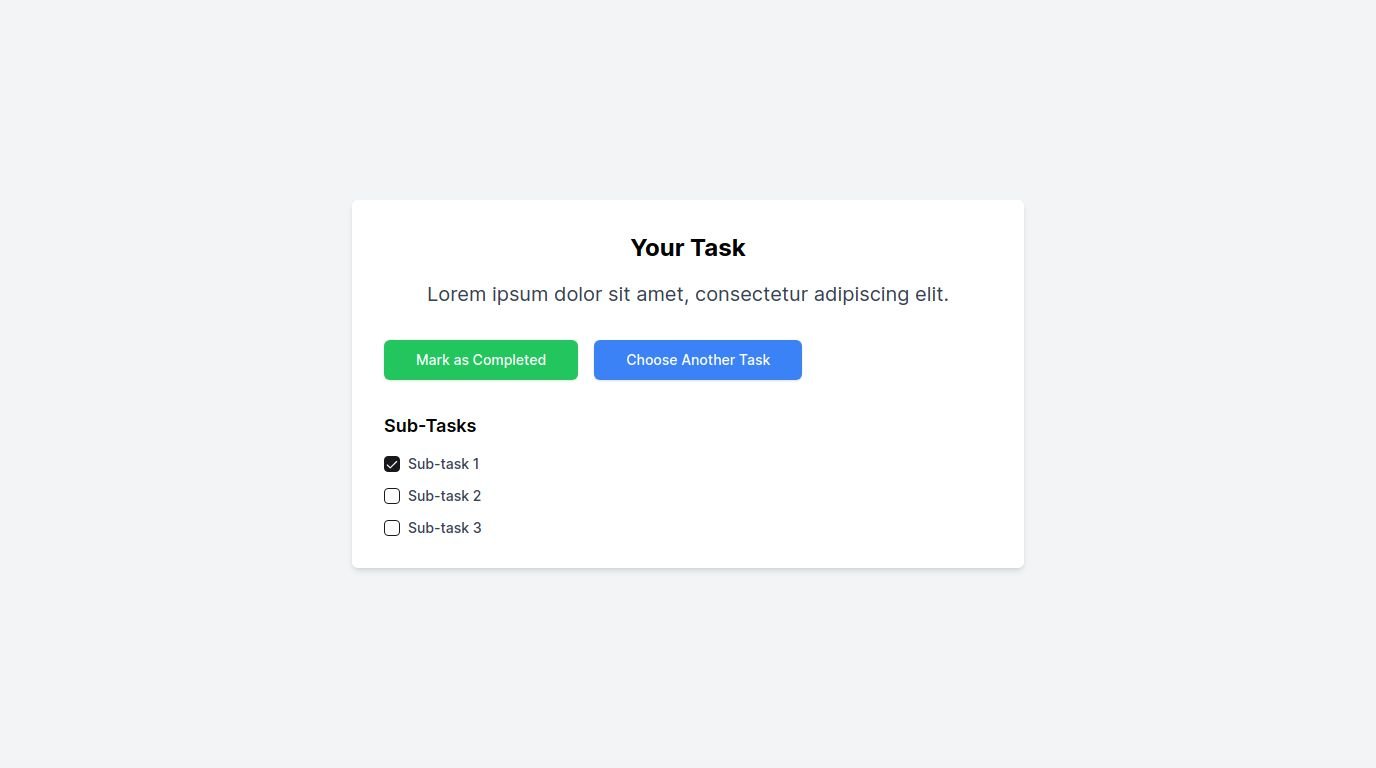 Your Task
Lorem ipsum dolor sit amet, consectetur adipiscing elit.
Mark as Completed
Choose Another Task
Sub-Tasks
Sub-task 1
Sub-task 2
Sub-task 3